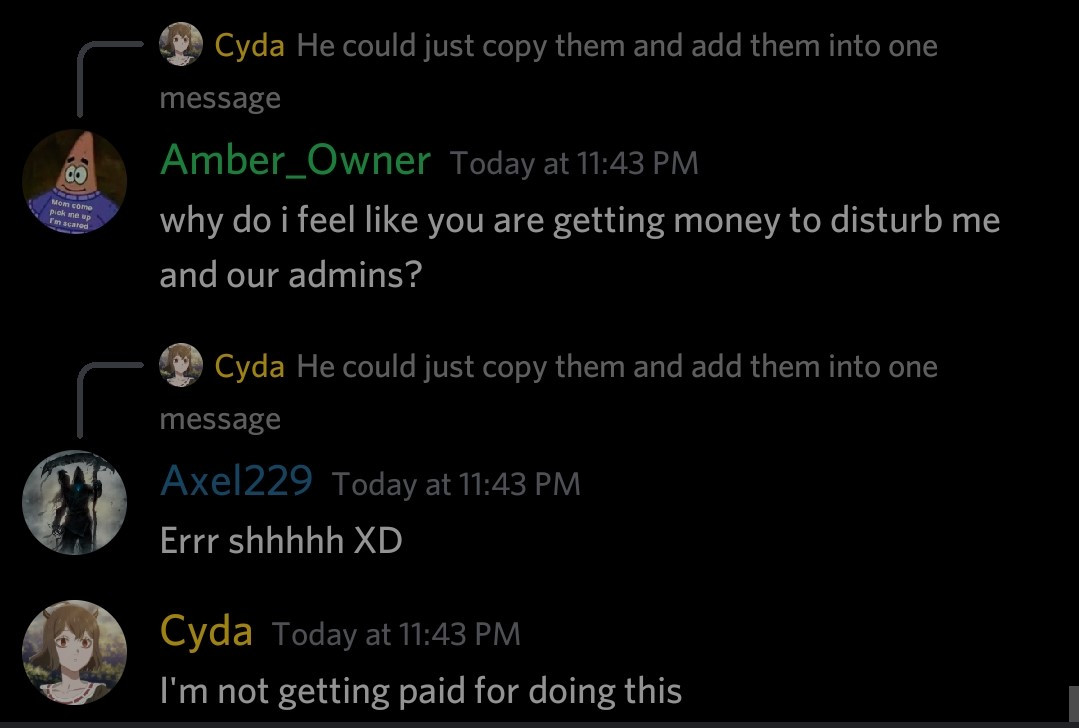 Cyda He could just copy them and add them into one
message
Amber_Owner Today at 11:43 PM
Mom come
pick me up
I'm scared
why do i feel like you are getting money to disturb me
and our admins?
Cyda He could just copy them and add them into one
message
Axel229 Today at 11:43 PM
Errr shhhhh XD
Cyda Today at 11:43 PM
I'm not getting paid for doing this